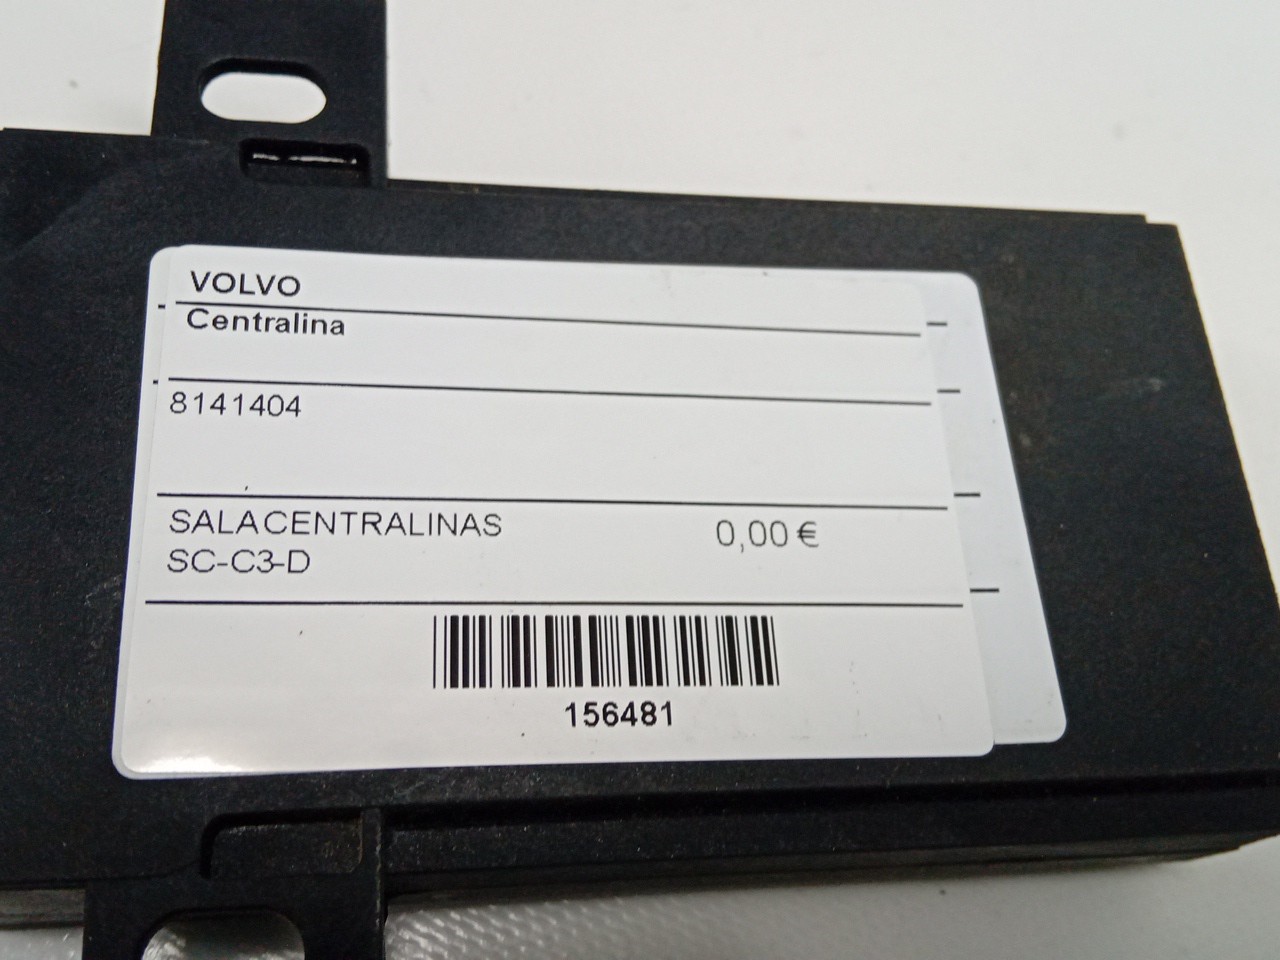 VOLVO
Centralina
8141404
SALACENTRALINAS 0,00 €
SC-C3-D
156481